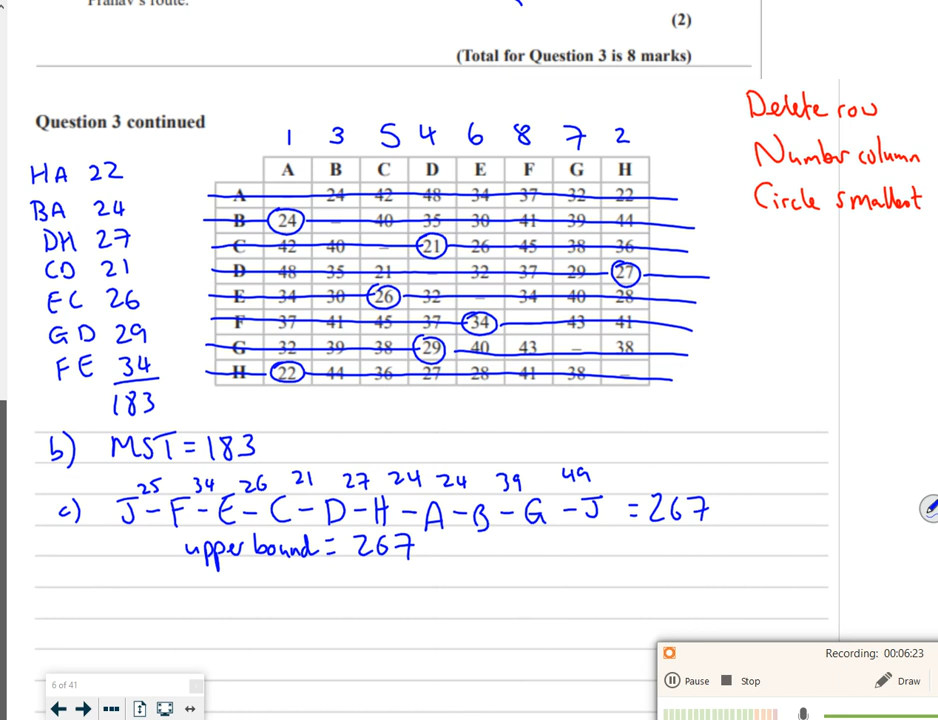 Pranav's route.
(2)
(Total for Question 3 is 8 marks)
Delete row
Number column
Circle smallest
Question 3 continued
1 3 5 4 6 8 7 2
A B C D E F G H
A 24 42 48 34 37 32 22
B 24 – 40 35 30 41 39 44
C 42 40 – 21 26 45 38 36
D 48 35 21 – 32 37 29 27
E 34 30 26 32 – 34 40 28
F 37 41 45 37 34 43 41
G 32 39 38 29 40 43 – 38
H 22 44 36 27 28 41 38 –
HA 22
BA 24
DH 27
CD 21
EC 26
GD 29
FE 34
183
b) MST = 183
25 34 26 21 27 24 24 39 49
c) J – F – E – C – D – H – A – B – G – J = 267
upper bound = 267
Recording: 00:06:23
6 of 41
Pause Stop Draw